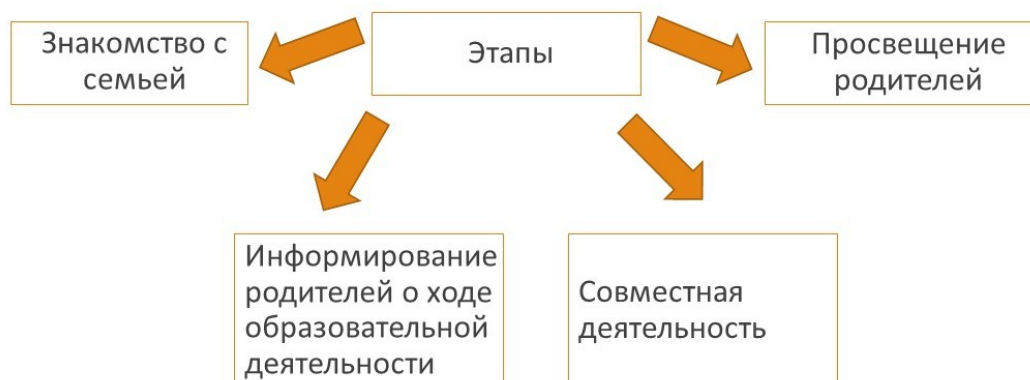 Знакомство с
семьей
Этапы
Просвещение
родителей
Информирование
родителей о ходе
образовательной
деятельности
Совместная
деятельность